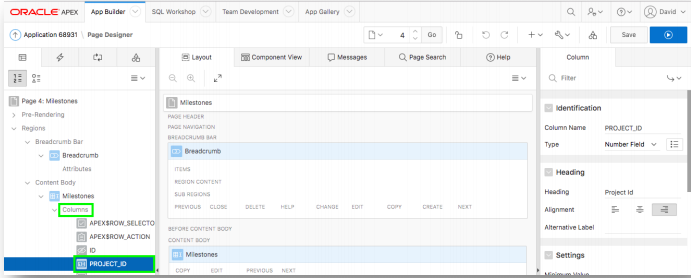 ORACLE APEX App Builder SQL Workshop Team Development App Gallery David
Application 68931 \ Page Designer 4 Go Save
Layout Component View Messages Page Search Help Column
Filter
Page 4: Milestones
Pre-Rendering
Regions
Breadcrumb Bar
Breadcrumb
Attributes
Content Body
Milestones
Columns
APEX$ROW_SELECTO
APEX$ROW_ACTION
ID
PROJECT_ID
Milestones
PAGE HEADER
PAGE NAVIGATION
BREADCRUMB BAR
Breadcrumb
ITEMS
REGION CONTENT
SUB REGIONS
PREVIOUS CLOSE DELETE HELP CHANGE EDIT COPY CREATE NEXT
BEFORE CONTENT BODY
CONTENT BODY
Milestones
COPY EDIT PREVIOUS NEXT
Identification
Column Name PROJECT_ID
Type Number Field
Heading
Heading Project Id
Alignment
Alternative Label
Settings